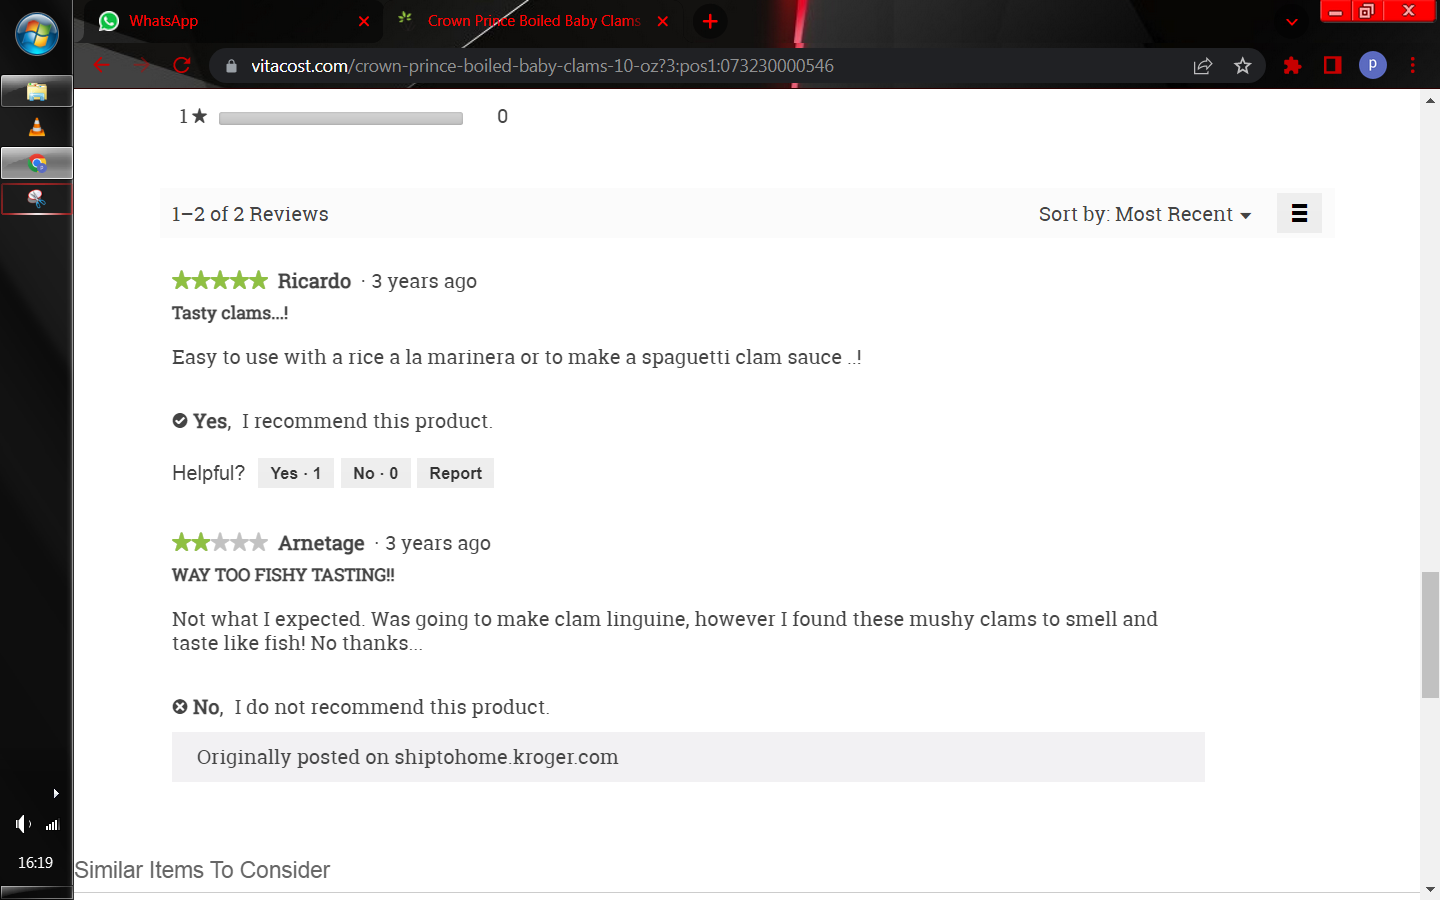 WhatsApp
Crown Prince Boiled Baby Clams
vitacost.com/crown-prince-boiled-baby-clams-10-oz?3:pos1:073230000546
P
1★ 0
1–2 of 2 Reviews
Sort by: Most Recent
Ricardo · 3 years ago
Tasty clams...!
Easy to use with a rice a la marinera or to make a spaguetti clam sauce ..!
Yes, I recommend this product.
Helpful? Yes · 1 No · 0 Report
Arnetage · 3 years ago
WAY TOO FISHY TASTING!!
Not what I expected. Was going to make clam linguine, however I found these mushy clams to smell and
taste like fish! No thanks...
No, I do not recommend this product.
Originally posted on shiptohome.kroger.com
16:19
Similar Items To Consider